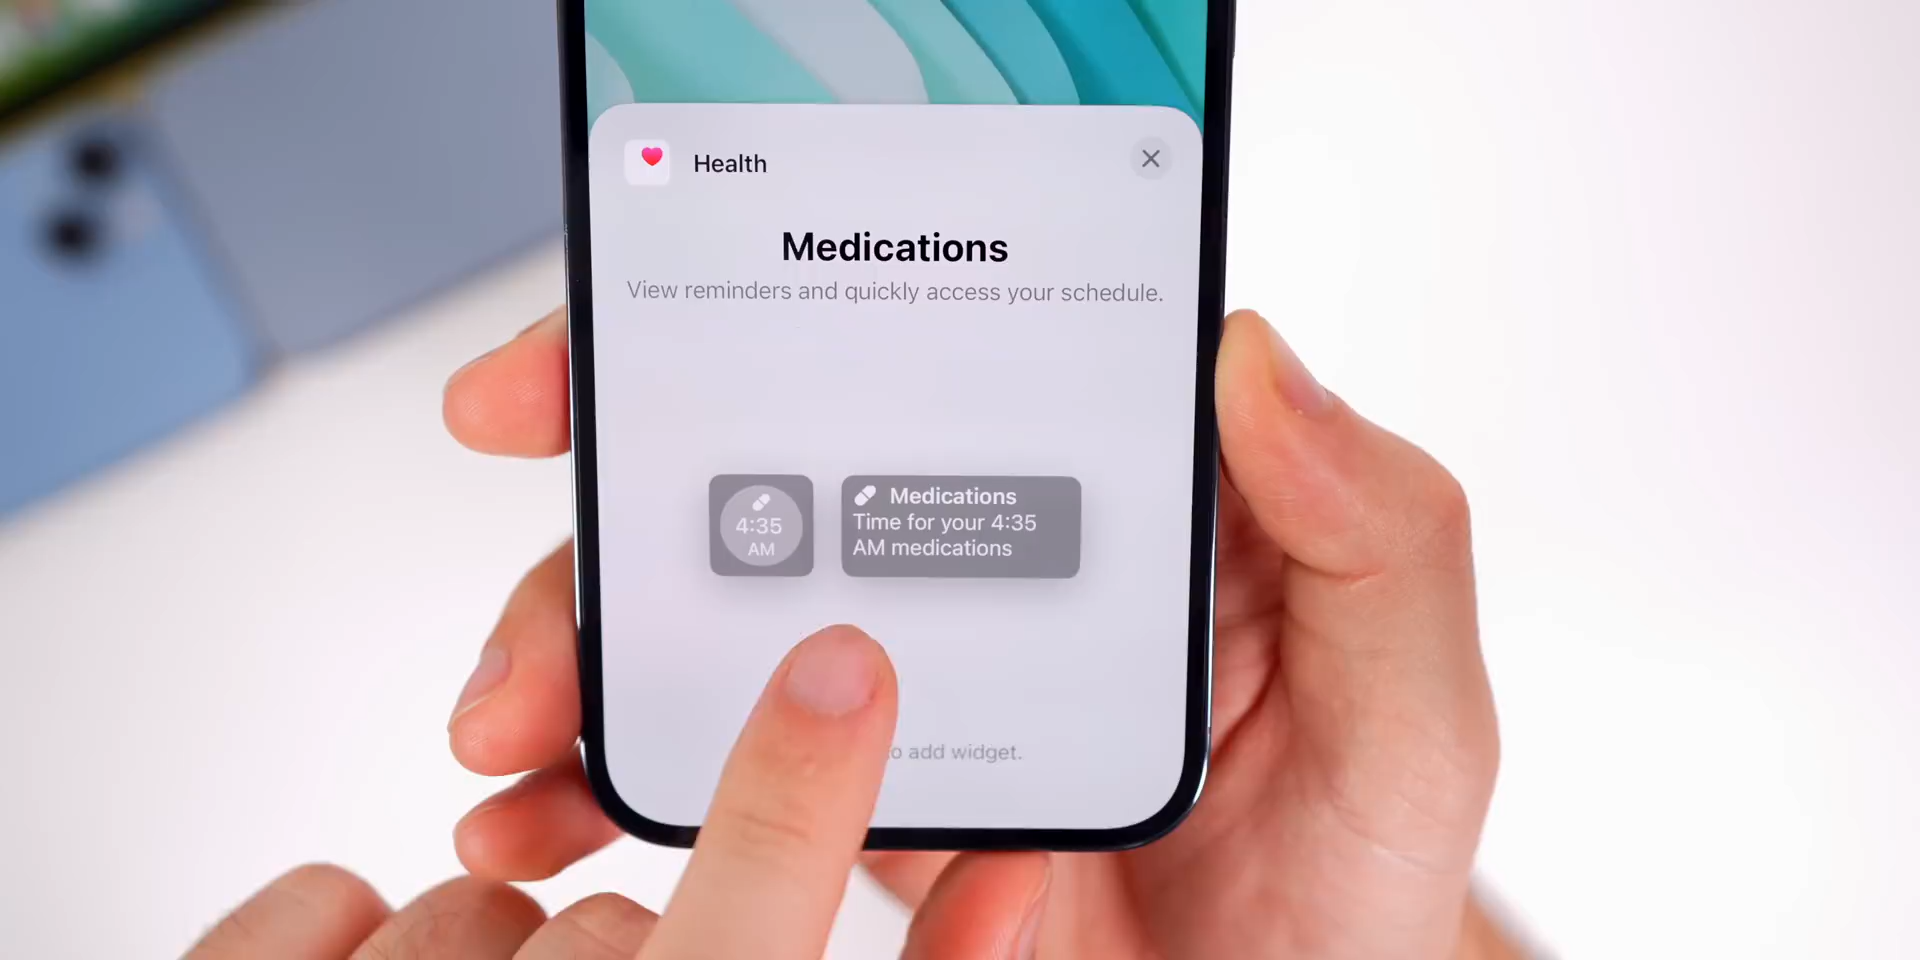 Health
Medications
View reminders and quickly access your schedule.
4:35
AM
Medications
Time for your 4:35
AM medications
add widget.